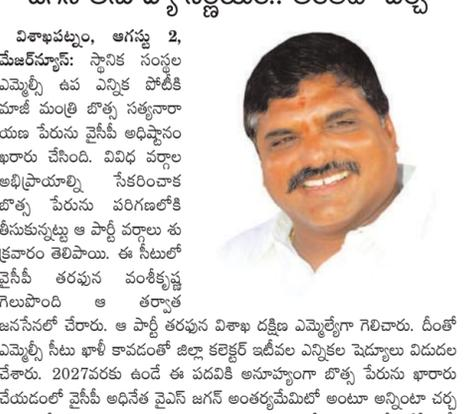 విశాఖపట్నం, ఆగస్టు 2,
మేజర్‌న్యూస్: స్థానిక సంస్థల
ఎమ్మెల్సీ ఉప ఎన్నిక పోటీకి
మాజీ మంత్రి బొత్స సత్యనారా
యణ పేరును వైసీపీ అధిష్టానం
ఖరారు చేసింది. వివిధ వర్గాల
అభిప్రాయాల్ని సేకరించాక
బొత్స పేరును పరిగణలోకి
తీసుకున్నట్టు ఆ పార్టీ వర్గాలు శు
క్రవారం తెలిపాయి. ఈ సీటులో
వైసీపీ తరపున వంశీకృష్ణ
గెలుపొంది ఆ తర్వాత
జనసేనలో చేరారు. ఆ పార్టీ తరపున విశాఖ దక్షిణ ఎమ్మెల్యేగా గెలిచారు. దీంతో
ఎమ్మెల్సీ సీటు ఖాళీ కావడంతో జిల్లా కలెక్టర్ ఇటీవల ఎన్నికల షెడ్యూలు విడుదల
చేశారు. 2027వరకు ఉండే ఈ పదవికి అనూహ్యంగా బొత్స పేరును ఖారారు
చేయడంలో వైసీపీ అధినేత వైఎస్ జగన్ అంతర్యమేమిటో అంటూ అన్నింటా చర్చ